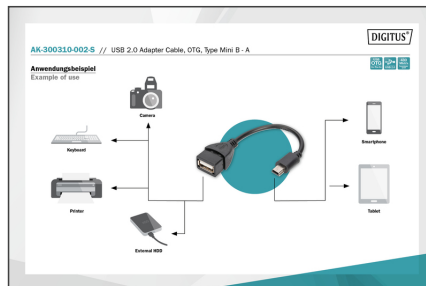 DIGITUS®
AK-300310-002-S // USB 2.0 Adapter Cable, OTG, Type Mini B - A
Anwendungsbeispiel
Example of use
OTG
Camera
Keyboard
Smartphone
Printer
Tablet
External HDD